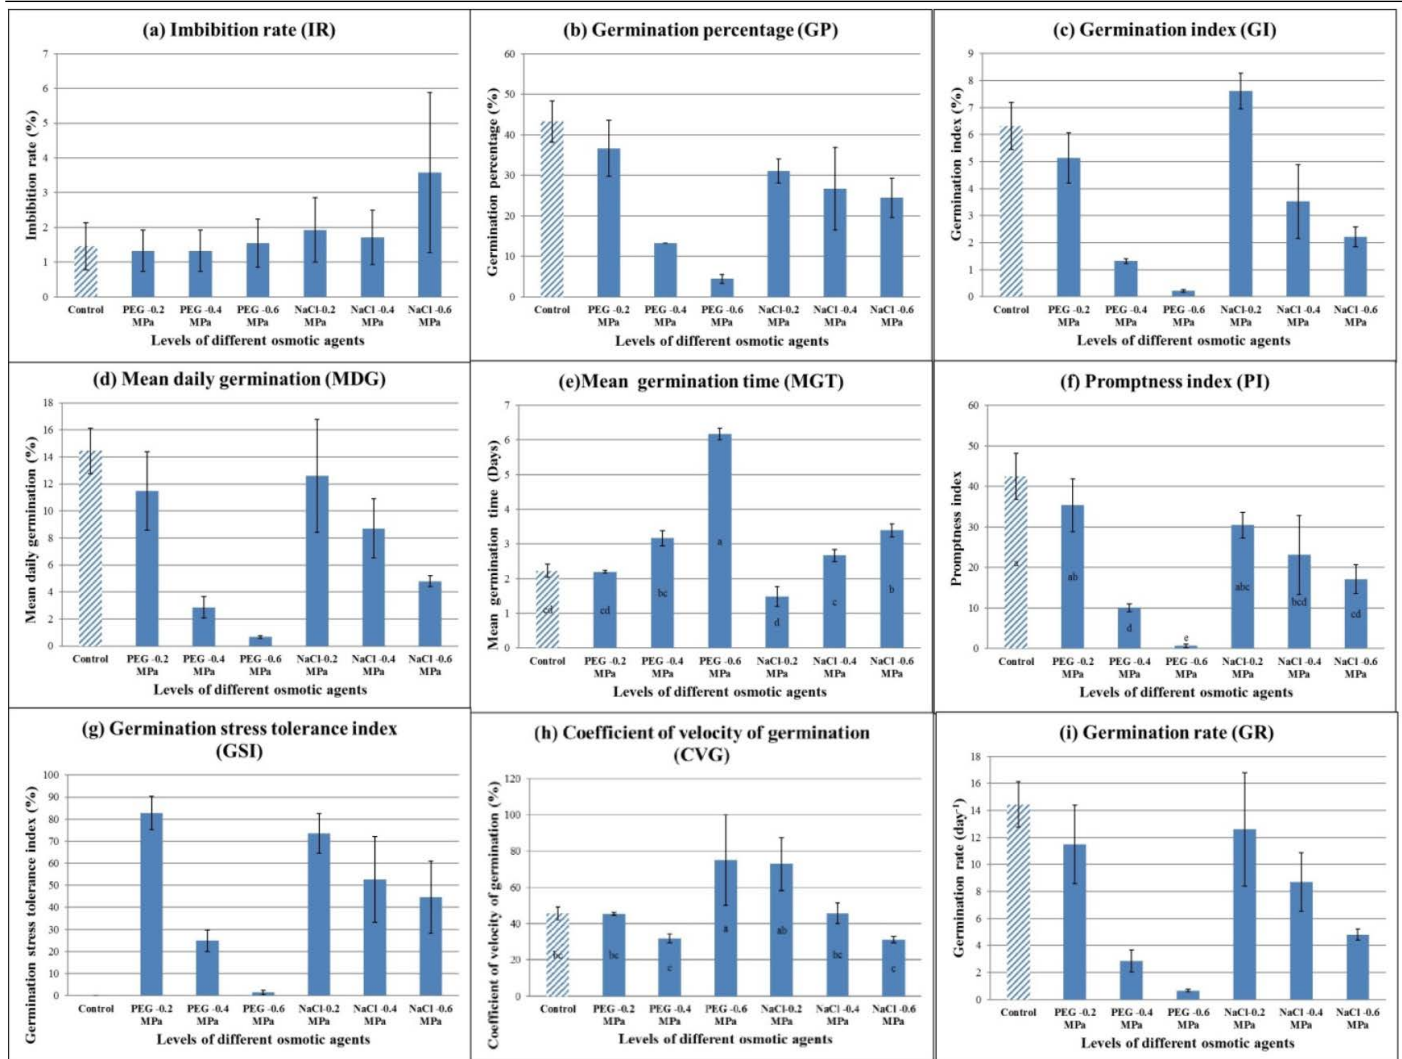 (a) Imbibition rate (IR)
Imbibition rate (%)
7
6
5
4
3
2
1
0
Control PEG -0.2 PEG -0.4 PEG -0.6 NaCl-0.2 NaCl -0.4 NaCl -0.6
MPa MPa MPa MPa MPa MPa
Levels of different osmotic agents
(b) Germination percentage (GP)
Germination percentage (%)
60
50
40
30
20
10
0
Control PEG -0.2 PEG -0.4 PEG -0.6 NaCl-0.2 NaCl -0.4 NaCl -0.6
MPa MPa MPa MPa MPa MPa
Levels of different osmotic agents
(c) Germination index (GI)
Germination index (%)
9
8
7
6
5
4
3
2
1
0
Control PEG -0.2 PEG -0.4 PEG -0.6 NaCl-0.2 NaCl -0.4 NaCl -0.6
MPa MPa MPa MPa MPa MPa
Levels of different osmotic agents
(d) Mean daily germination (MDG)
Mean daily germination (%)
18
16
14
12
10
8
6
4
2
0
Control PEG -0.2 PEG -0.4 PEG -0.6 NaCl-0.2 NaCl -0.4 NaCl -0.6
MPa MPa MPa MPa MPa MPa
Levels of different osmotic agents
(e)Mean germination time (MGT)
Mean germination time (Days)
7
6
5
4
3
2
1
0
cd cd bc a d c b
Control PEG -0.2 PEG -0.4 PEG -0.6 NaCl-0.2 NaCl -0.4 NaCl -0.6
MPa MPa MPa MPa MPa MPa
Levels of different osmotic agents
(f) Promptness index (PI)
Promptness index
60
50
40
30
20
10
0
a ab d e abc bcd cd
Control PEG -0.2 PEG -0.4 PEG -0.6 NaCl-0.2 NaCl -0.4 NaCl -0.6
MPa MPa MPa MPa MPa MPa
Levels of different osmotic agents
(g) Germination stress tolerance index
(GSI)
Germination stress tolerance index (%)
100
90
80
70
60
50
40
30
20
10
0
Control PEG -0.2 PEG -0.4 PEG -0.6 NaCl-0.2 NaCl -0.4 NaCl -0.6
MPa MPa MPa MPa MPa MPa
Levels of different osmotic agents
(h) Coefficient of velocity of germination
(CVG)
Coefficient of velocity of germination (%)
120
100
80
60
40
20
0
bc bc c a ab bc c
Control PEG -0.2 PEG -0.4 PEG -0.6 NaCl-0.2 NaCl -0.4 NaCl -0.6
MPa MPa MPa MPa MPa MPa
Levels of different osmotic agents
(i) Germination rate (GR)
Germination rate (day⁻¹)
18
16
14
12
10
8
6
4
2
0
Control PEG -0.2 PEG -0.4 PEG -0.6 NaCl-0.2 NaCl -0.4 NaCl -0.6
MPa MPa MPa MPa MPa MPa
Levels of different osmotic agents